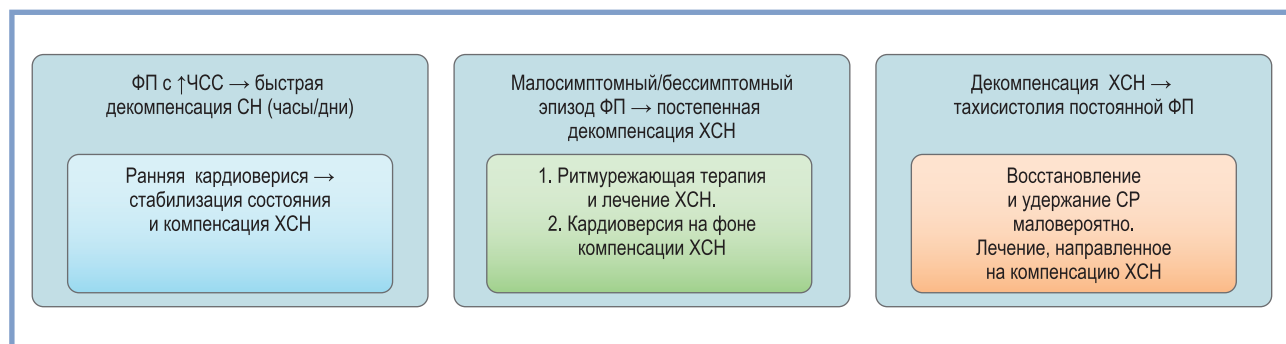 ФП с ↑ЧСС → быстрая
декомпенсация СН (часы/дни)
Ранняя кардиоверися →
стабилизация состояния
и компенсация ХСН
Малосимптомный/бессимптомный
эпизод ФП → постепенная
декомпенсация ХСН
1. Ритмурежающая терапия
и лечение ХСН.
2. Кардиоверсия на фоне
компенсации ХСН
Декомпенсация ХСН →
тахисистолия постоянной ФП
Восстановление
и удержание СР
маловероятно.
Лечение, направленное
на компенсацию ХСН